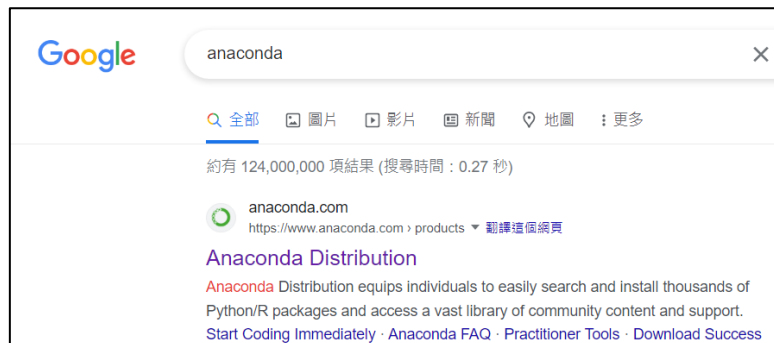 Google
anaconda
全部 圖片 影片 新聞 地圖 更多
約有 124,000,000 項結果 (搜尋時間：0.27 秒)
anaconda.com
https://www.anaconda.com › products 翻譯這個網頁
Anaconda Distribution
Anaconda Distribution equips individuals to easily search and install thousands of
Python/R packages and access a vast library of community content and support.
Start Coding Immediately · Anaconda FAQ · Practitioner Tools · Download Success